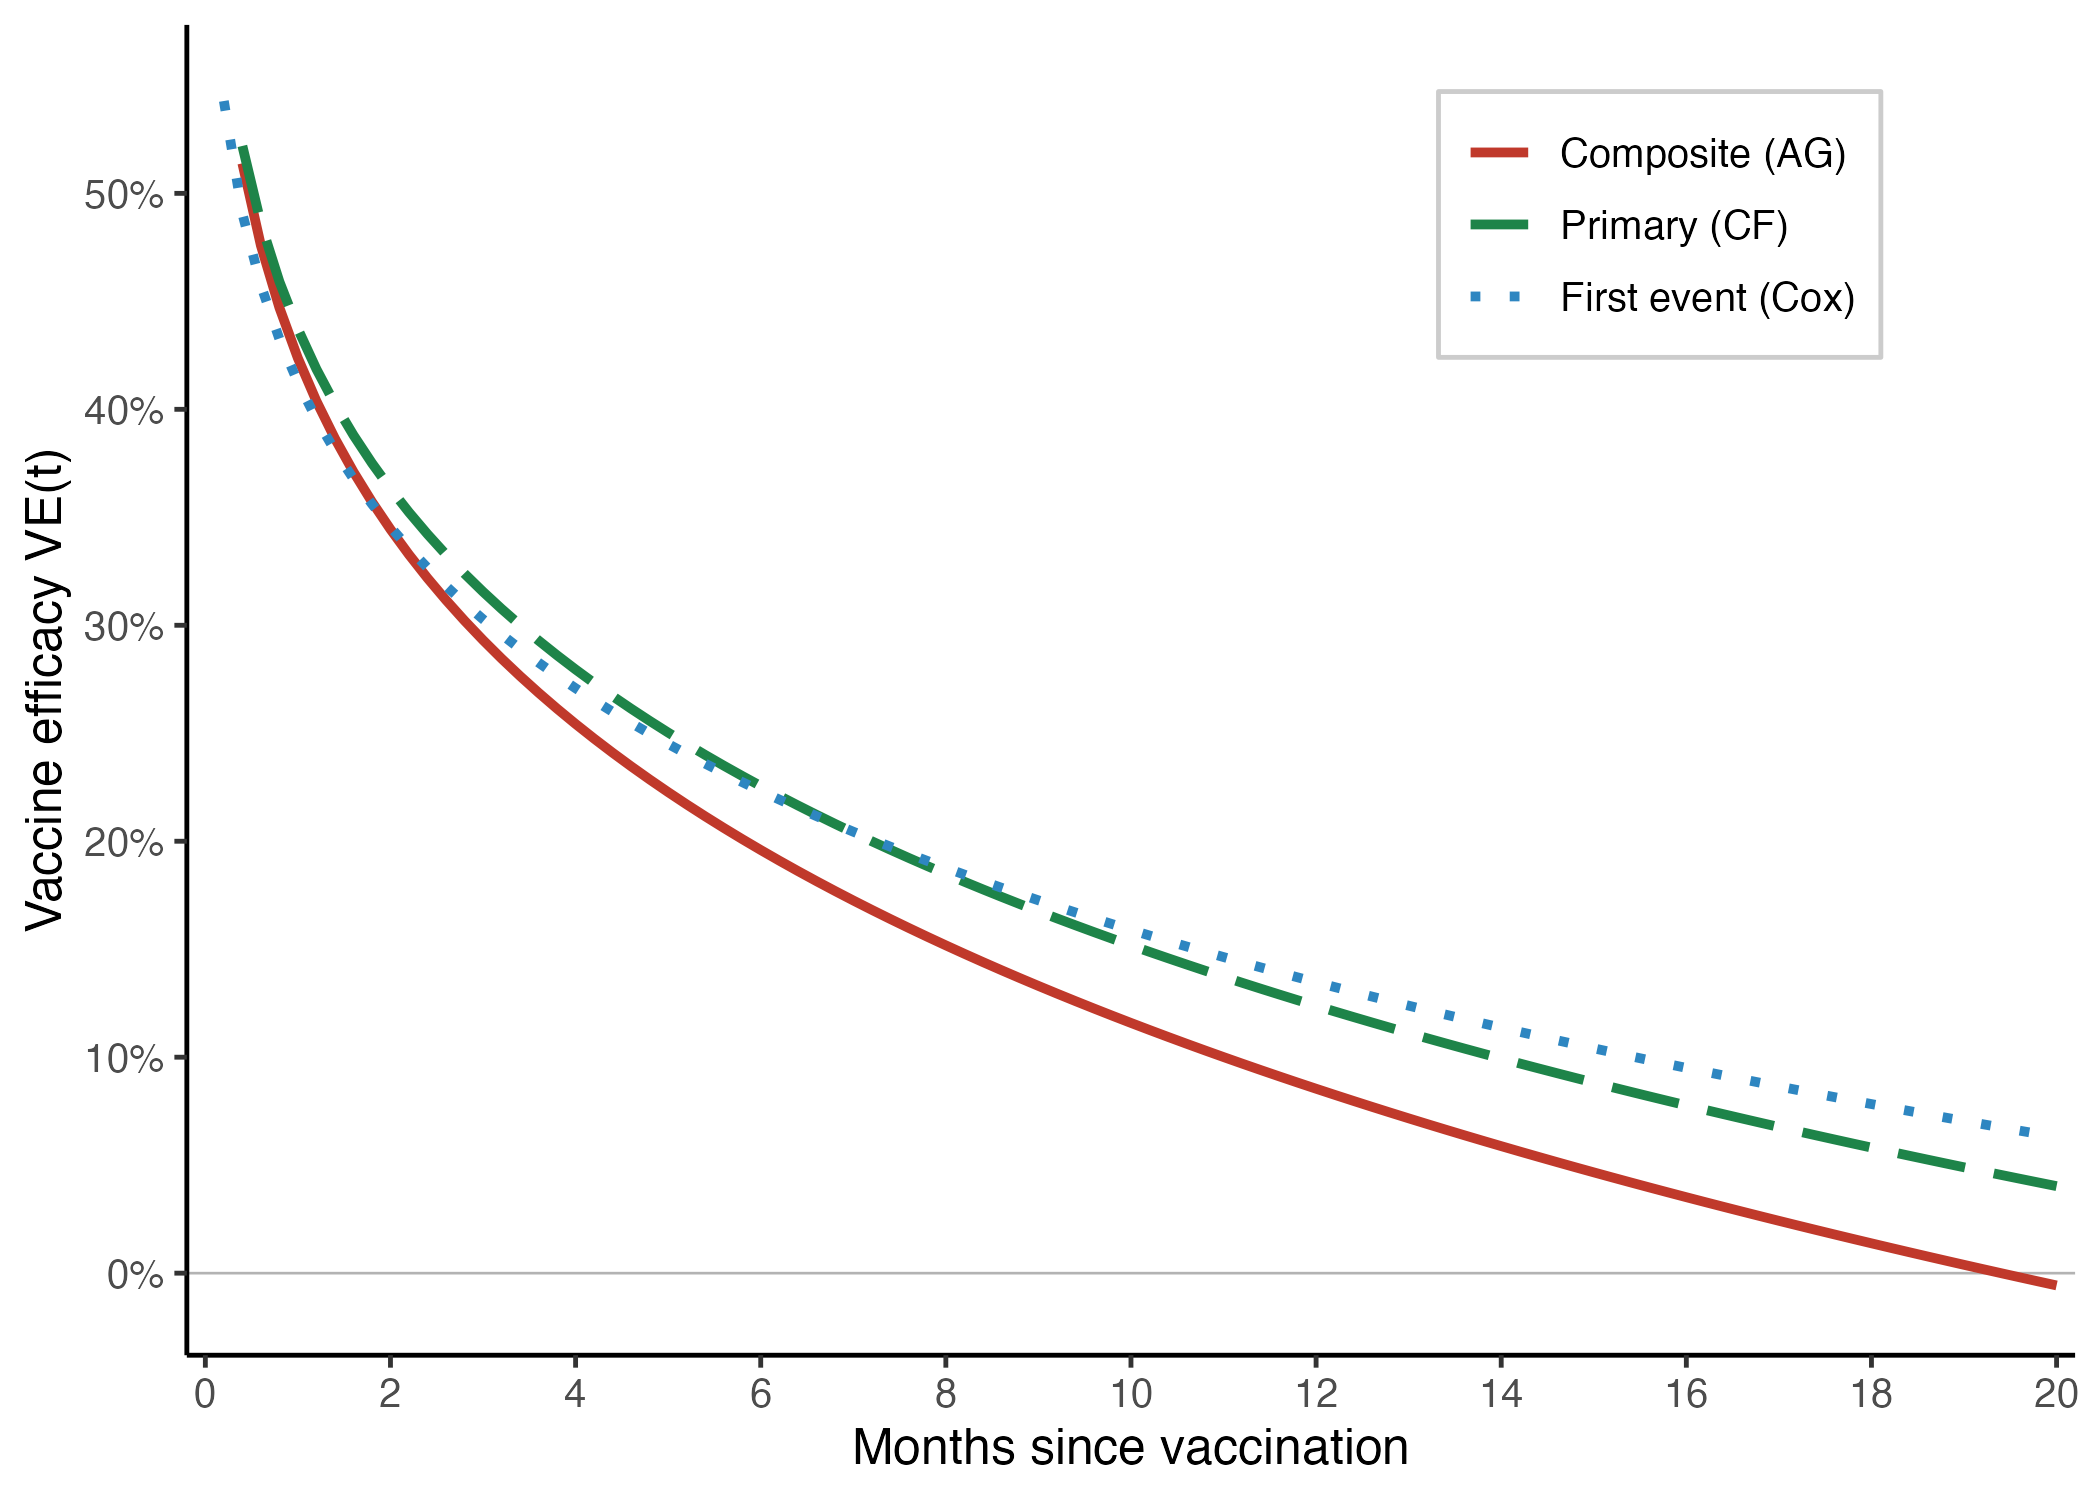 Composite (AG)
Primary (CF)
First event (Cox)
Vaccine efficacy VE(t)
50%
40%
30%
20%
10%
0%
0 2 4 6 8 10 12 14 16 18 20
Months since vaccination